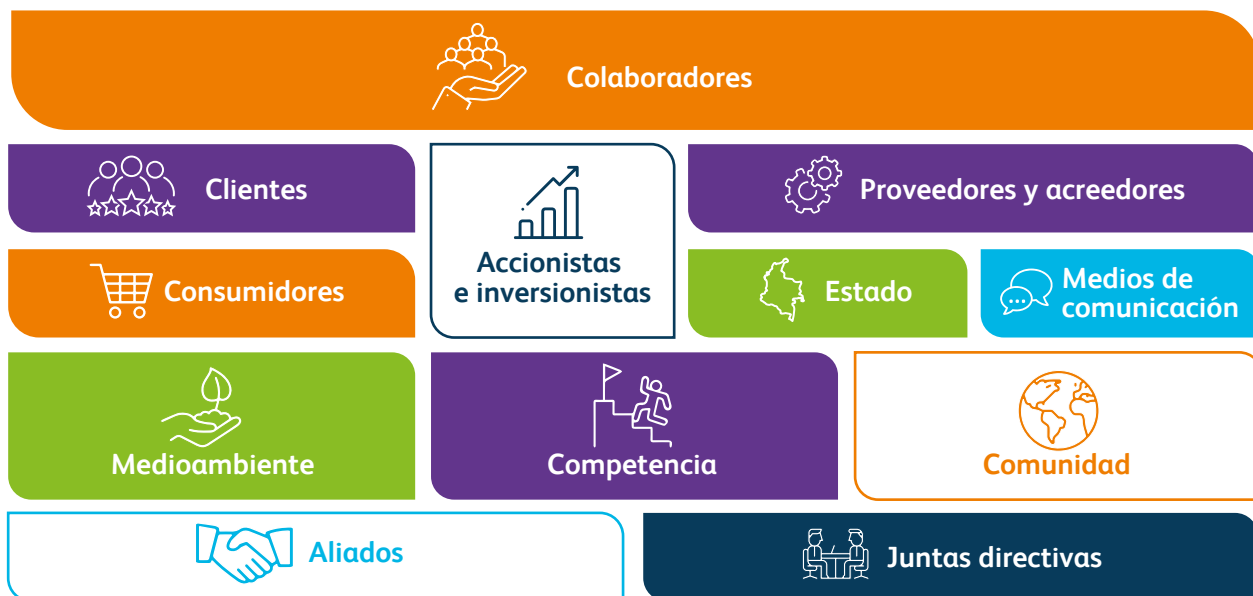 Colaboradores
Clientes
Accionistas
e inversionistas
Proveedores y acreedores
Consumidores
Estado
Medios de
comunicación
Medioambiente
Competencia
Comunidad
Aliados
Juntas directivas